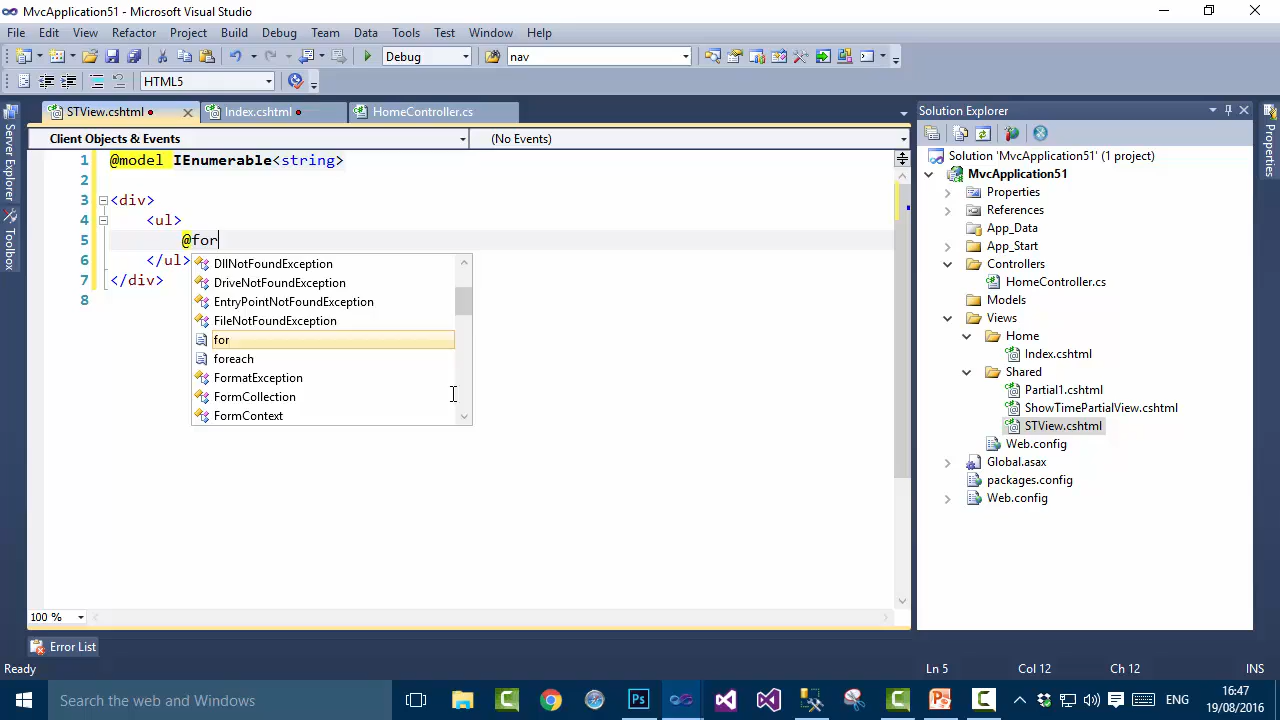 MvcApplication51 - Microsoft Visual Studio
File Edit View Refactor Project Build Debug Team Data Tools Test Window Help
Debug nav
HTML5
STView.cshtml Index.cshtml HomeController.cs
Client Objects & Events (No Events)
1 @model IEnumerable<string>
2
3 <div>
4 <ul>
5 @for
6 </ul>
7 </div>
8
DllNotFoundException
DriveNotFoundException
EntryPointNotFoundException
FileNotFoundException
for
foreach
FormatException
FormCollection
FormContext
100 %
Server Explorer
Toolbox
Solution Explorer
Solution 'MvcApplication51' (1 project)
MvcApplication51
Properties
References
App_Data
App_Start
Controllers
HomeController.cs
Models
Views
Home
Index.cshtml
Shared
Partial1.cshtml
ShowTimePartialView.cshtml
STView.cshtml
Web.config
Global.asax
packages.config
Web.config
Properties
Error List
Ready Ln 5 Col 12 Ch 12 INS
Search the web and Windows
Ps
ENG
16:47
19/08/2016